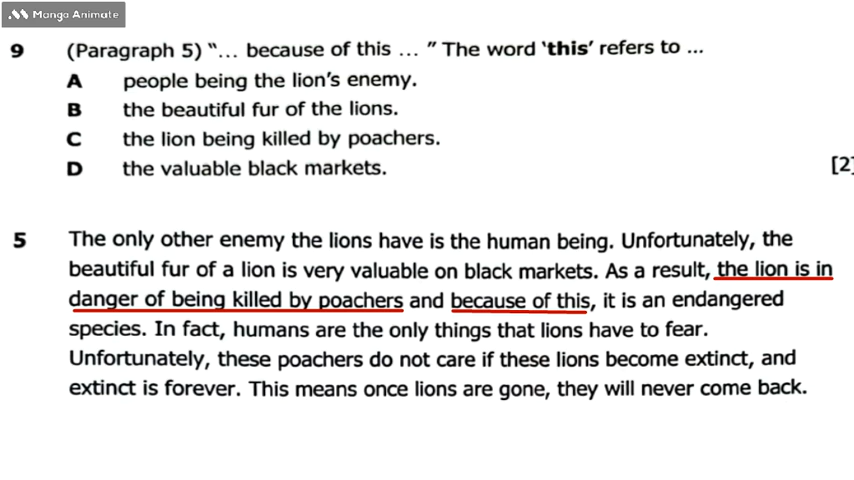 Manga Animate
9 (Paragraph 5) “... because of this ... ” The word ‘this’ refers to ...
A people being the lion’s enemy.
B the beautiful fur of the lions.
C the lion being killed by poachers.
D the valuable black markets.
[2]
5 The only other enemy the lions have is the human being. Unfortunately, the
beautiful fur of a lion is very valuable on black markets. As a result, the lion is in
danger of being killed by poachers and because of this, it is an endangered
species. In fact, humans are the only things that lions have to fear.
Unfortunately, these poachers do not care if these lions become extinct, and
extinct is forever. This means once lions are gone, they will never come back.